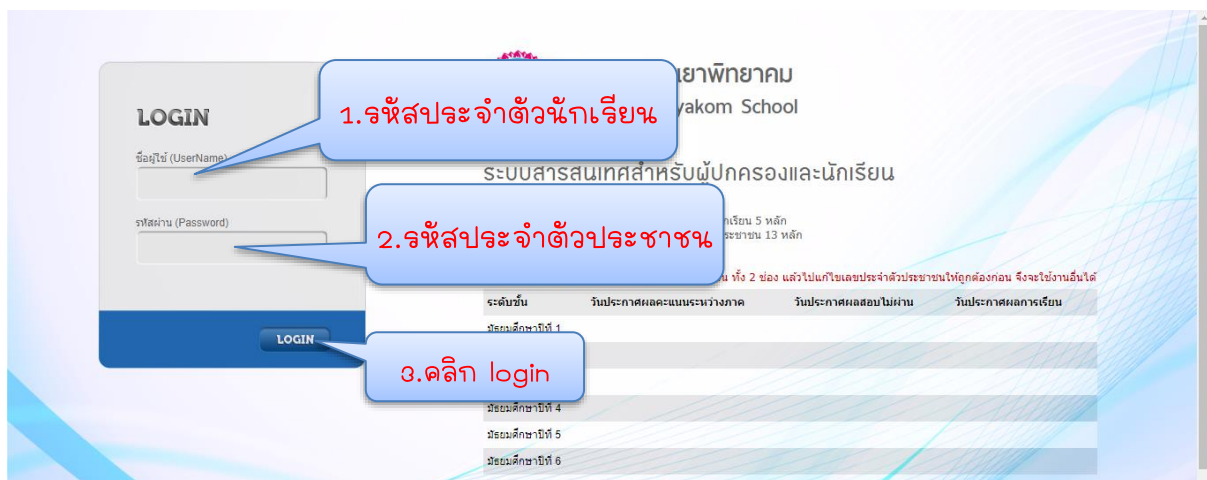 LOGIN
ชื่อผู้ใช้ (UserName)
รหัสผ่าน (Password)
LOGIN
1.รหัสประจำตัวนักเรียน
2.รหัสประจำตัวประชาชน
3.คลิก login
ยาพิทยาคม
yakom School
ระบบสารสนเทศสำหรับผู้ปกครองและนักเรียน
กเรียน 5 หลัก
ระชาชน 13 หลัก
ทั้ง 2 ช่อง แล้วไปแก้ไขเลขประจำตัวประชาชนให้ถูกต้องก่อน จึงจะใช้งานอื่นได้
ระดับชั้น วันประกาศผลคะแนนระหว่างภาค วันประกาศผลสอบไม่ผ่าน วันประกาศผลการเรียน
มัธยมศึกษาปีที่ 1
มัธยมศึกษาปีที่ 4
มัธยมศึกษาปีที่ 5
มัธยมศึกษาปีที่ 6